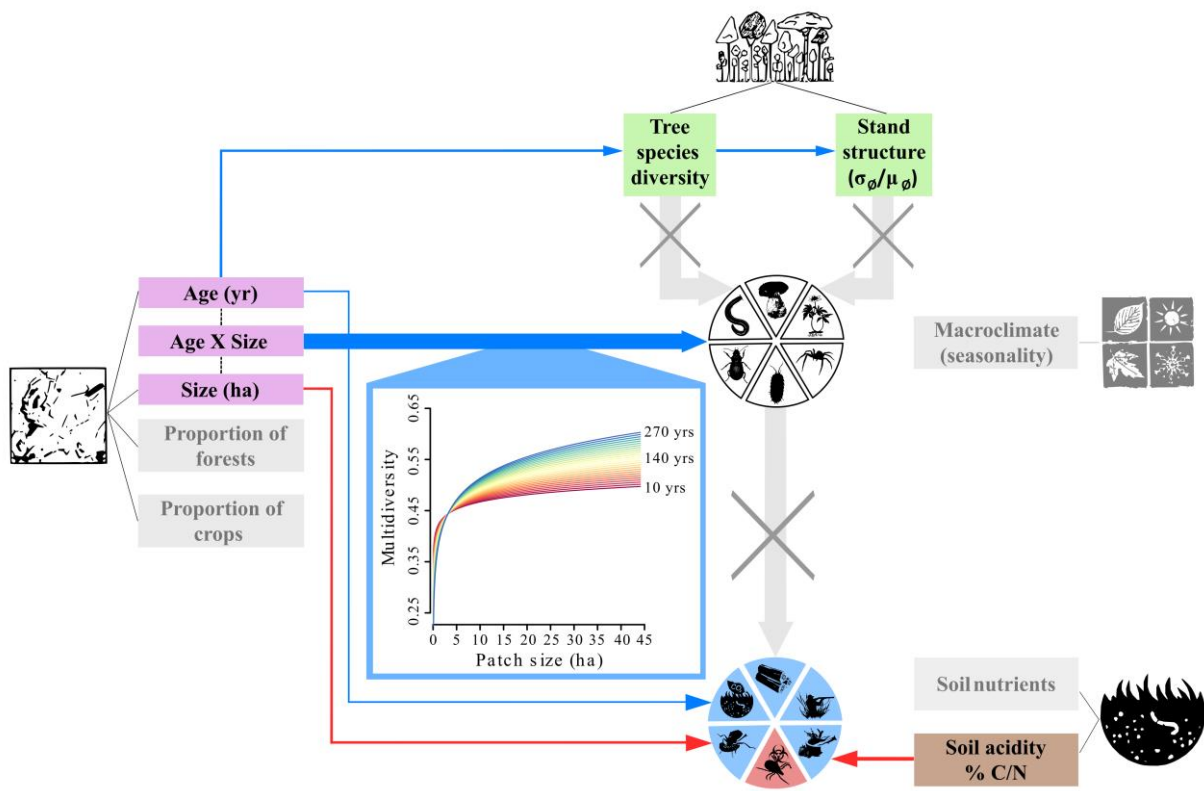 Tree
species
diversity
Stand
structure
(σ_ø/μ_ø)
Age (yr)
Age X Size
Size (ha)
Proportion of
forests
Proportion of
crops
Macroclimate
(seasonality)
Multidiversity
0.65
0.55
0.45
0.35
0.25
270 yrs
140 yrs
10 yrs
0 5 10 15 20 25 30 35 40 45
Patch size (ha)
Soil nutrients
Soil acidity
% C/N